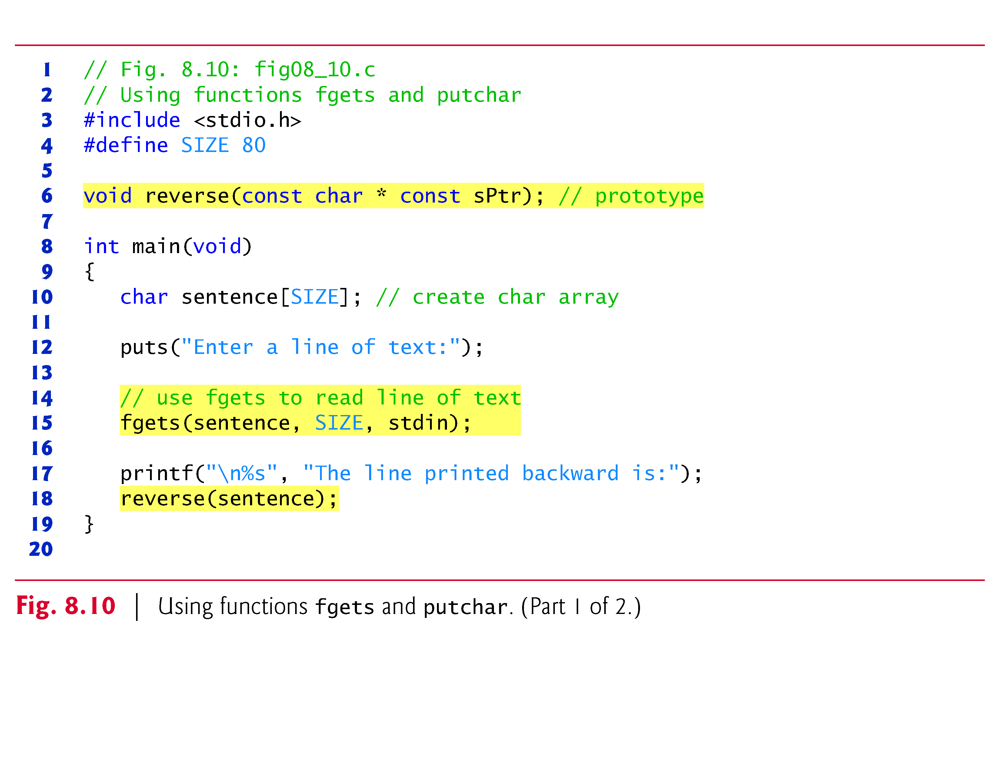 1 // Fig. 8.10: fig08_10.c
2 // Using functions fgets and putchar
3 #include <stdio.h>
4 #define SIZE 80
5
6 void reverse(const char * const sPtr); // prototype
7
8 int main(void)
9 {
10 char sentence[SIZE]; // create char array
11
12 puts("Enter a line of text:");
13
14 // use fgets to read line of text
15 fgets(sentence, SIZE, stdin);
16
17 printf("\n%s", "The line printed backward is:");
18 reverse(sentence);
19 }
20
Fig. 8.10 | Using functions fgets and putchar. (Part 1 of 2.)